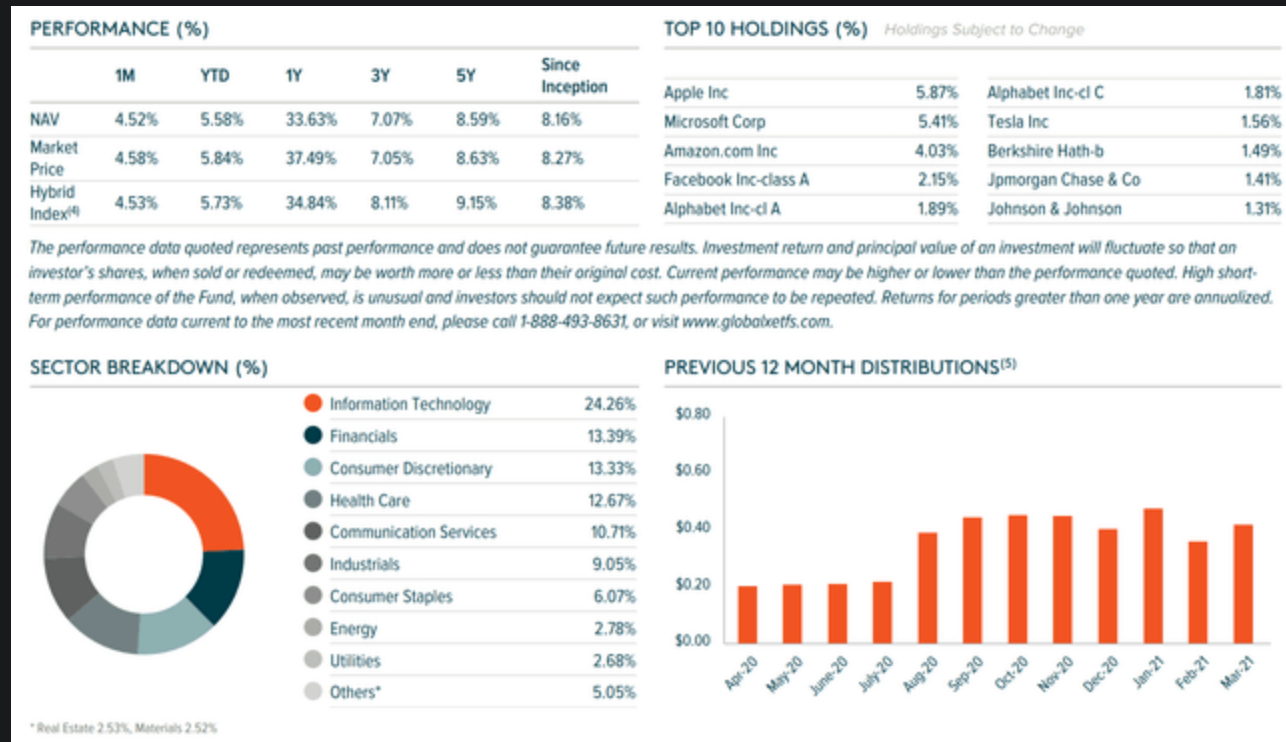 PERFORMANCE (%)
1M YTD 1Y 3Y 5Y Since Inception
NAV 4.52% 5.58% 33.63% 7.07% 8.59% 8.16%
Market Price 4.58% 5.84% 37.49% 7.05% 8.63% 8.27%
Hybrid Index(4) 4.53% 5.73% 34.84% 8.11% 9.15% 8.38%
TOP 10 HOLDINGS (%) Holdings Subject to Change
Apple Inc 5.87% Alphabet Inc-cl C 1.81%
Microsoft Corp 5.41% Tesla Inc 1.56%
Amazon.com Inc 4.03% Berkshire Hath-b 1.49%
Facebook Inc-class A 2.15% Jpmorgan Chase & Co 1.41%
Alphabet Inc-cl A 1.89% Johnson & Johnson 1.31%
The performance data quoted represents past performance and does not guarantee future results. Investment return and principal value of an investment will fluctuate so that an
investor's shares, when sold or redeemed, may be worth more or less than their original cost. Current performance may be higher or lower than the performance quoted. High short-
term performance of the Fund, when observed, is unusual and investors should not expect such performance to be repeated. Returns for periods greater than one year are annualized.
For performance data current to the most recent month end, please call 1-888-493-8631, or visit www.globalxetfs.com.
SECTOR BREAKDOWN (%)
Information Technology 24.26%
Financials 13.39%
Consumer Discretionary 13.33%
Health Care 12.67%
Communication Services 10.71%
Industrials 9.05%
Consumer Staples 6.07%
Energy 2.78%
Utilities 2.68%
Others* 5.05%
* Real Estate 2.53%, Materials 2.52%
PREVIOUS 12 MONTH DISTRIBUTIONS(5)
$0.80
$0.60
$0.40
$0.20
$0.00
Apr-20 May-20 June-20 July-20 Aug-20 Sep-20 Oct-20 Nov-20 Dec-20 Jan-21 Feb-21 Mar-21